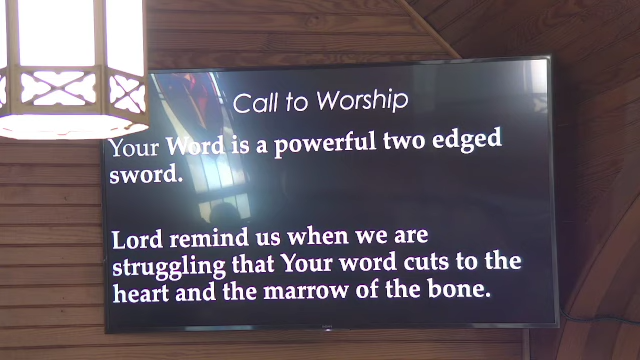 Call to Worship
Your Word is a powerful two edged
sword.
Lord remind us when we are
struggling that Your word cuts to the
heart and the marrow of the bone.